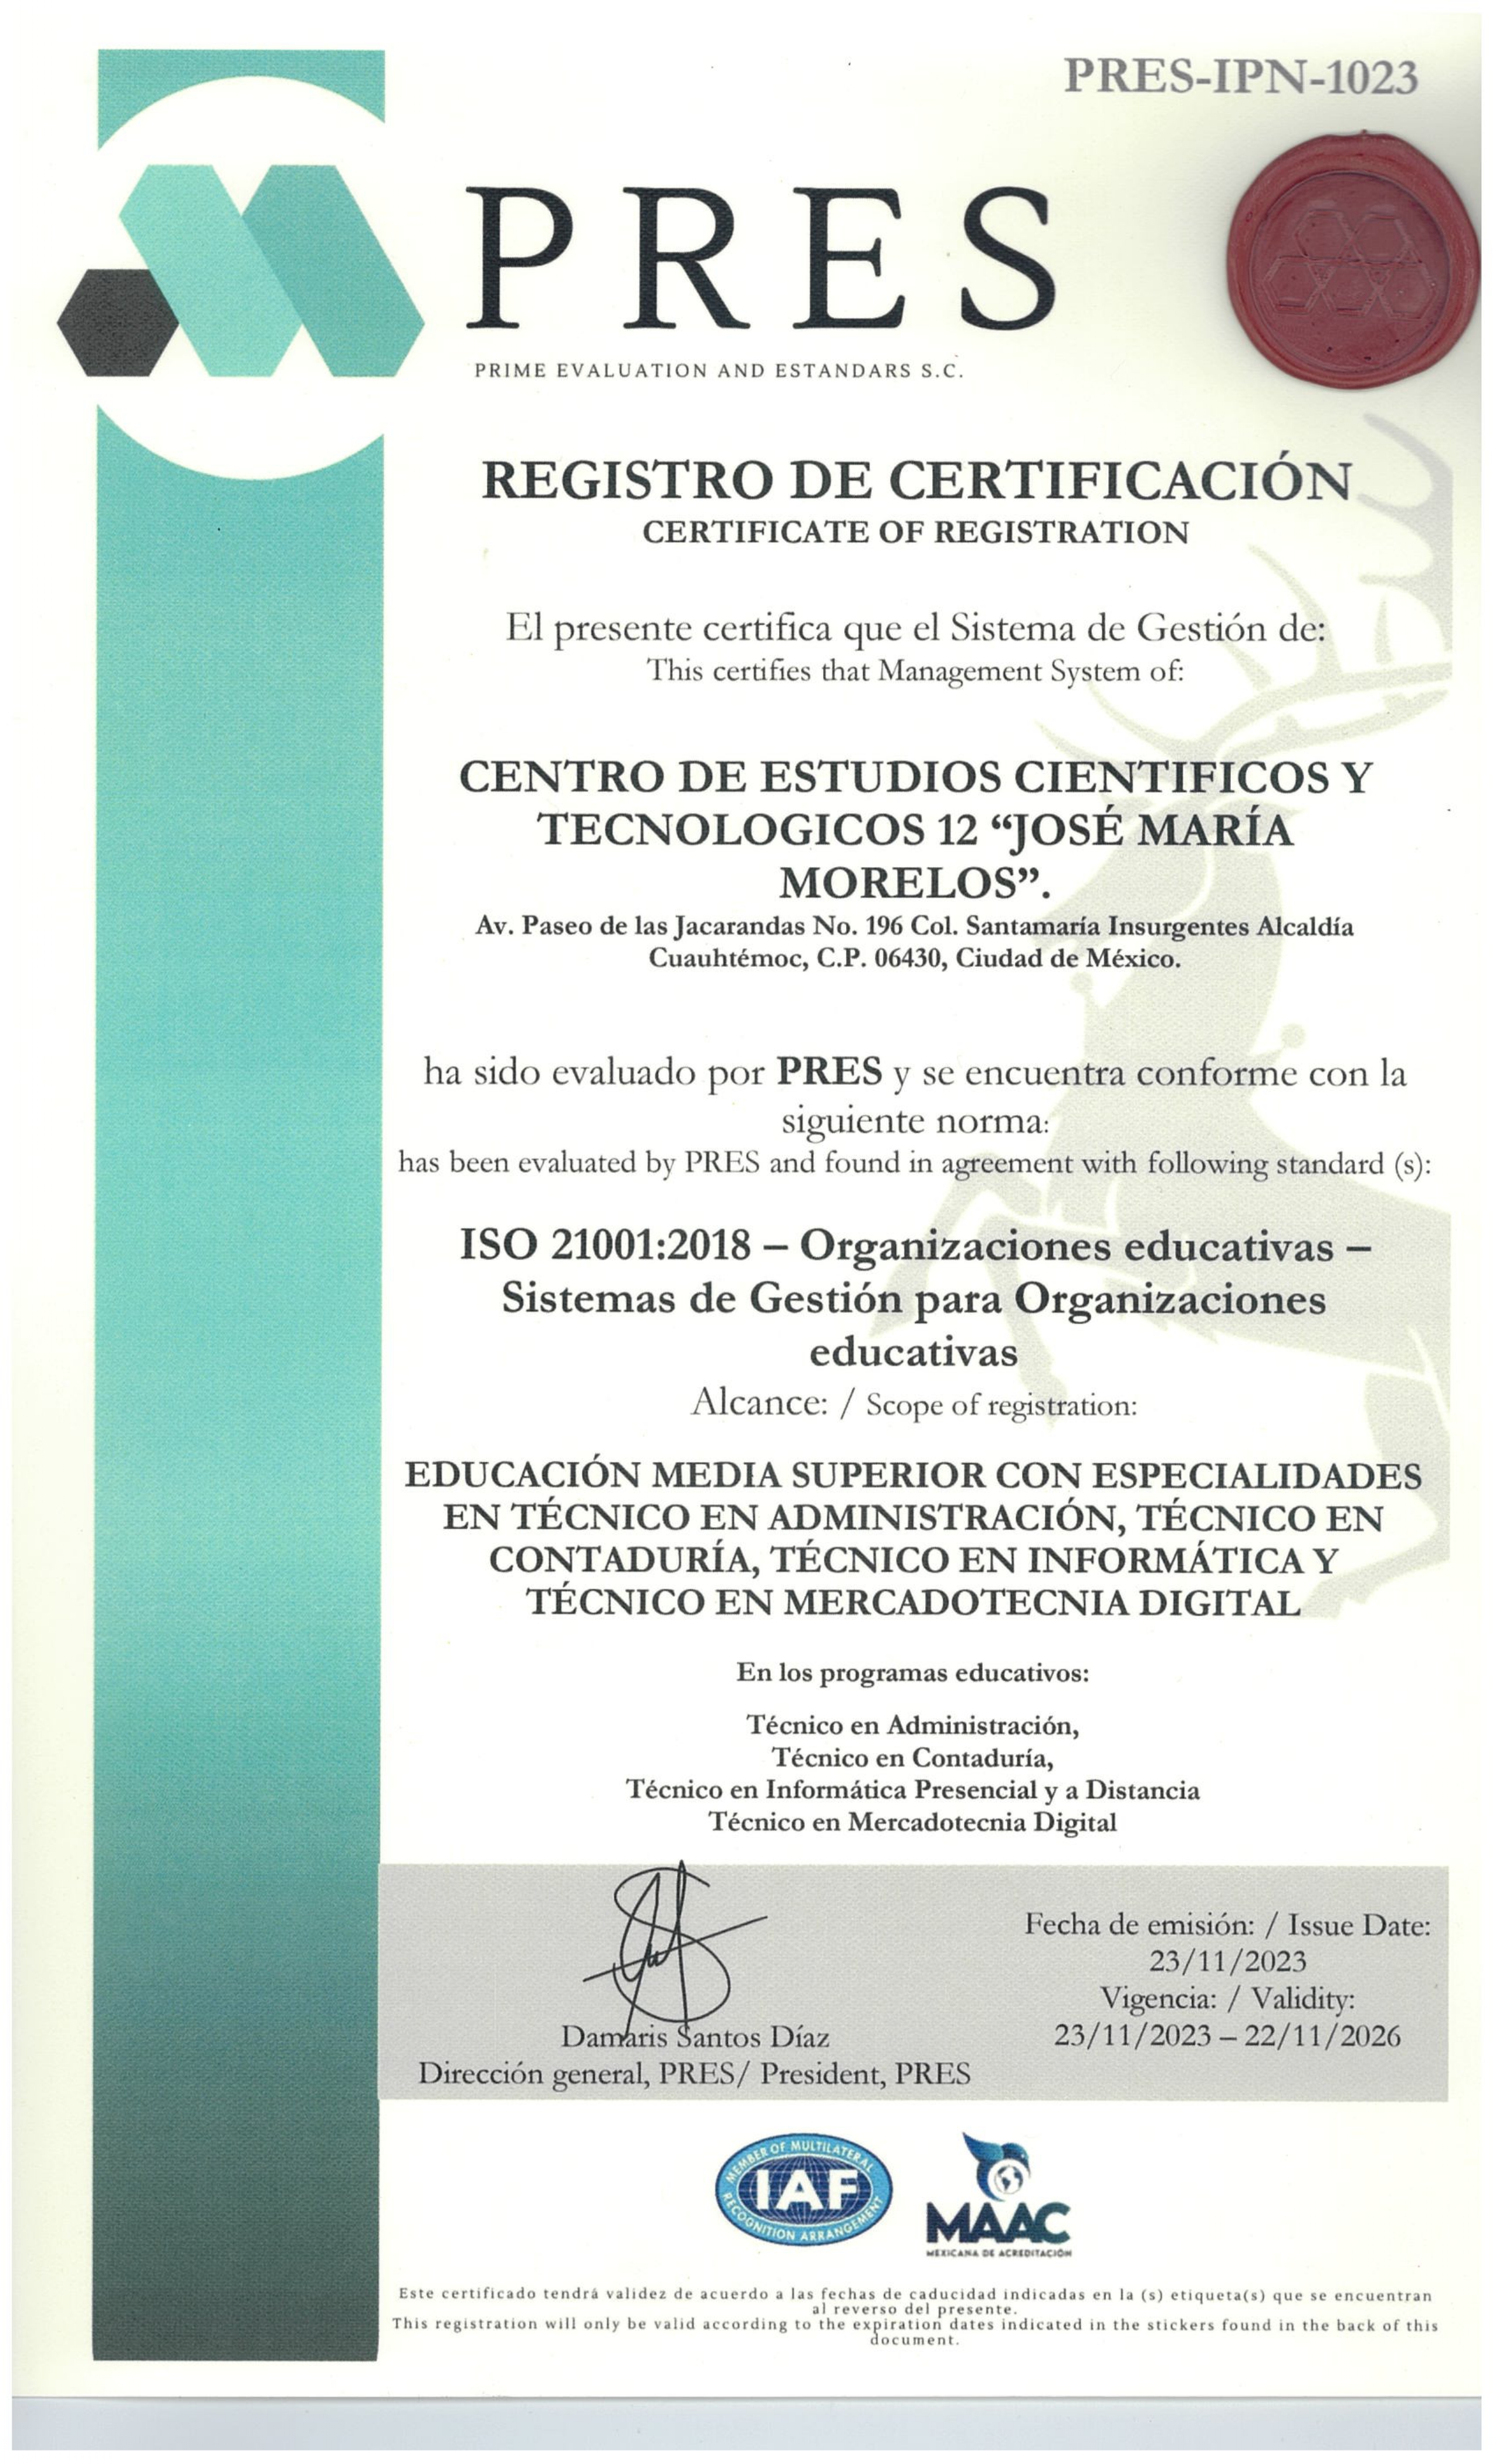 PRES-IPN-1023
PRES
PRIME EVALUATION AND ESTANDARS S.C.
REGISTRO DE CERTIFICACIÓN
CERTIFICATE OF REGISTRATION
El presente certifica que el Sistema de Gestión de:
This certifies that Management System of:
CENTRO DE ESTUDIOS CIENTIFICOS Y
TECNOLOGICOS 12 “JOSÉ MARÍA
MORELOS”.
Av. Paseo de las Jacarandas No. 196 Col. Santamaría Insurgentes Alcaldía
Cuauhtémoc, C.P. 06430, Ciudad de México.
ha sido evaluado por PRES y se encuentra conforme con la
siguiente norma:
has been evaluated by PRES and found in agreement with following standard (s):
ISO 21001:2018 – Organizaciones educativas –
Sistemas de Gestión para Organizaciones
educativas
Alcance: / Scope of registration:
EDUCACIÓN MEDIA SUPERIOR CON ESPECIALIDADES
EN TÉCNICO EN ADMINISTRACIÓN, TÉCNICO EN
CONTADURÍA, TÉCNICO EN INFORMÁTICA Y
TÉCNICO EN MERCADOTECNIA DIGITAL
En los programas educativos:
Técnico en Administración,
Técnico en Contaduría,
Técnico en Informática Presencial y a Distancia
Técnico en Mercadotecnia Digital
Damaris Santos Díaz
Dirección general, PRES/ President, PRES
Fecha de emisión: / Issue Date:
23/11/2023
Vigencia: / Validity:
23/11/2023 – 22/11/2026
MEMBER OF MULTILATERAL
IAF
RECOGNITION ARRANGEMENT
MAAC
MEXICANA DE ACREDITACIÓN
Este certificado tendrá validez de acuerdo a las fechas de caducidad indicadas en la (s) etiqueta(s) que se encuentran
al reverso del presente.
This registration will only be valid according to the expiration dates indicated in the stickers found in the back of this
document.